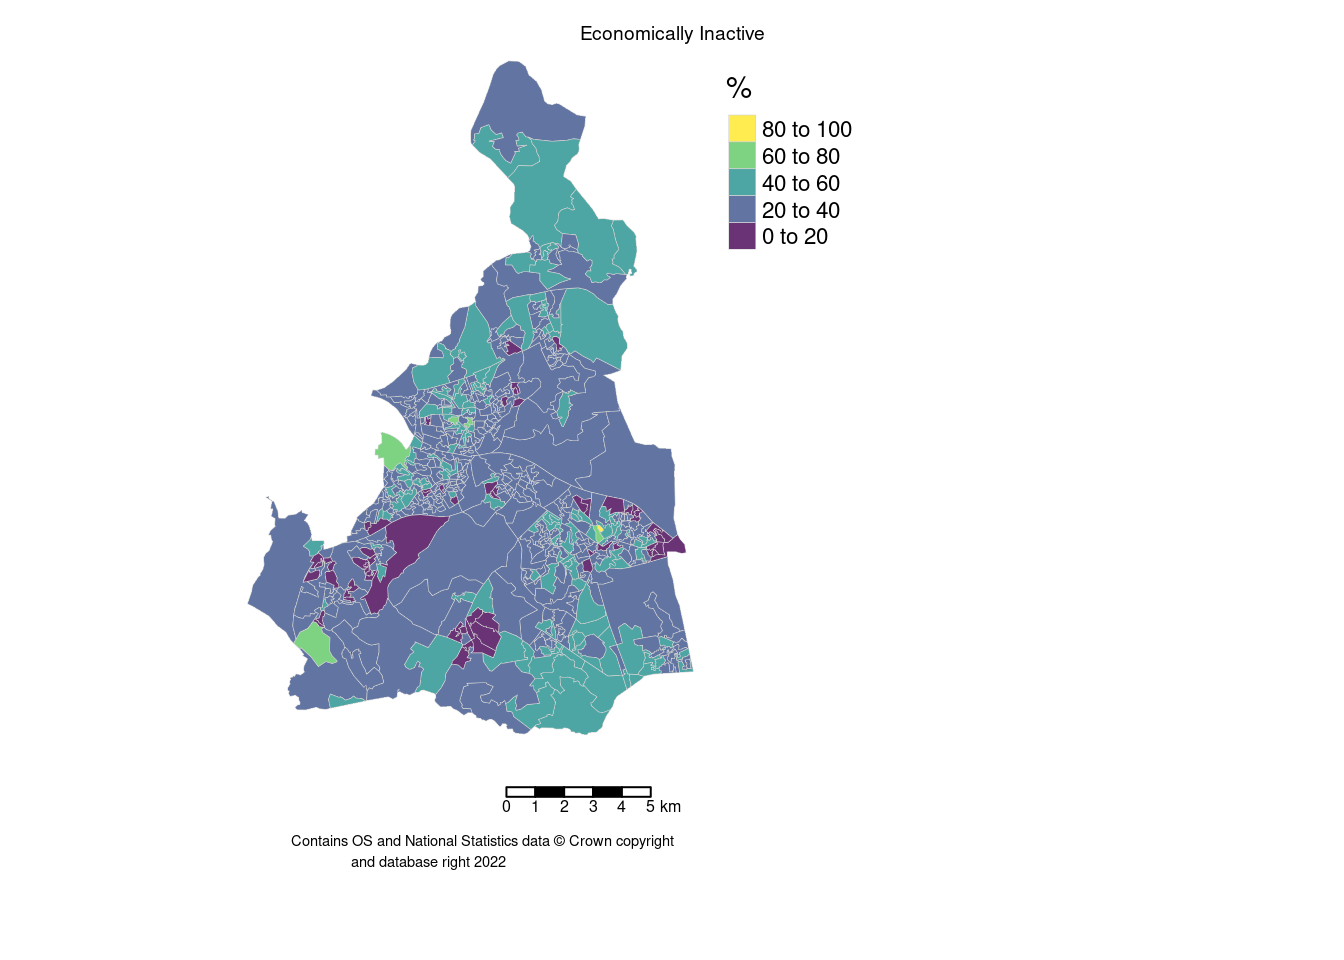 Economically Inactive
%
80 to 100
60 to 80
40 to 60
20 to 40
0 to 20
0 1 2 3 4 5 km
Contains OS and National Statistics data © Crown copyright
and database right 2022